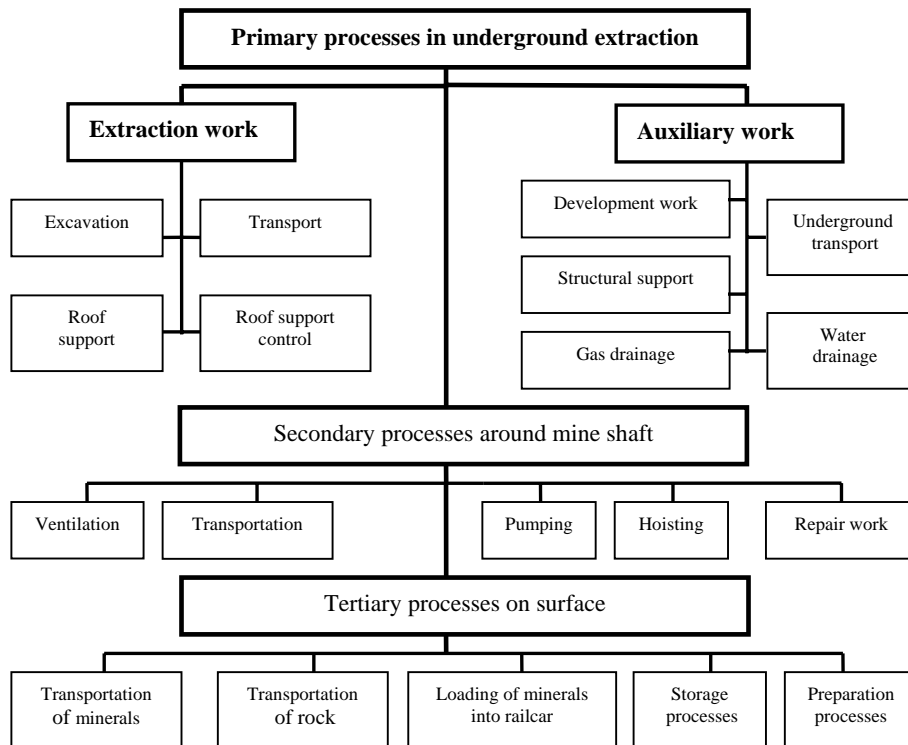 Primary processes in underground extraction
Extraction work
Auxiliary work
Excavation
Transport
Roof
support
Roof support
control
Development work
Underground
transport
Structural support
Gas drainage
Water
drainage
Secondary processes around mine shaft
Ventilation
Transportation
Pumping
Hoisting
Repair work
Tertiary processes on surface
Transportation
of minerals
Transportation
of rock
Loading of minerals
into railcar
Storage
processes
Preparation
processes